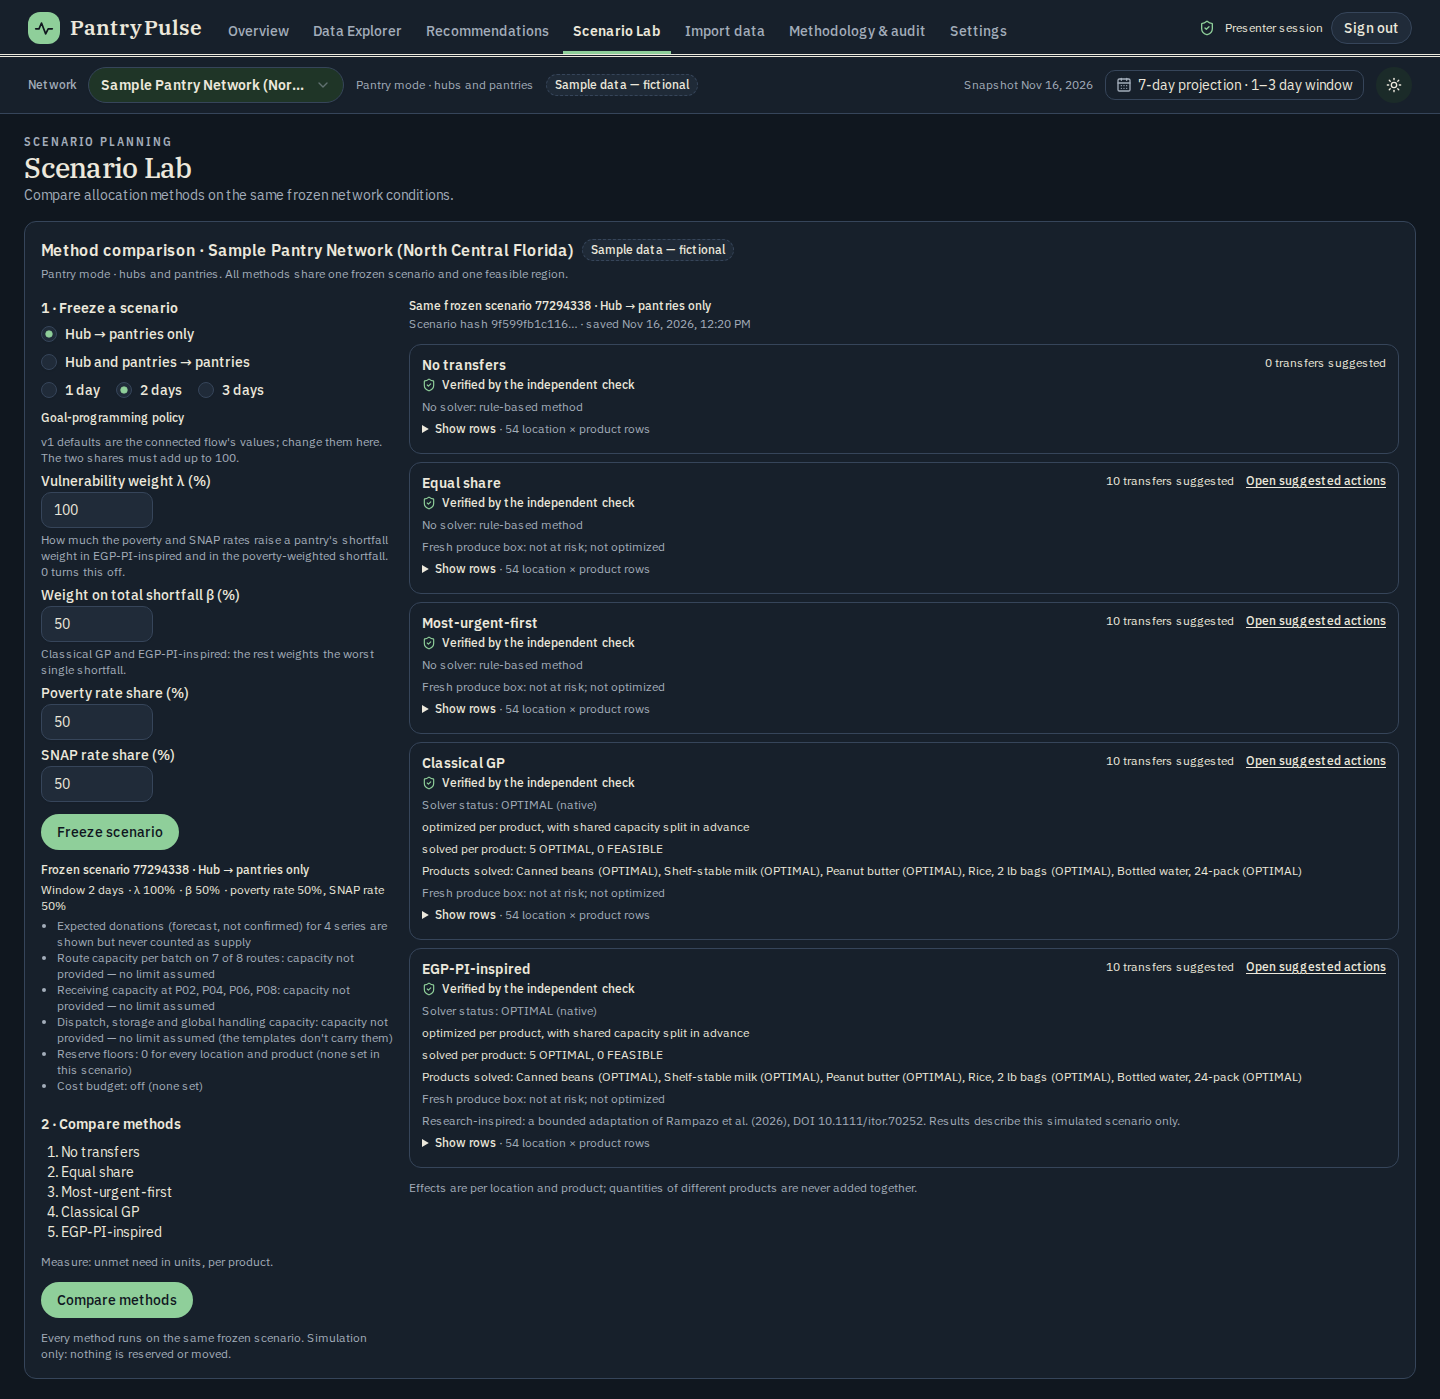 PantryPulse
Overview
Data Explorer
Recommendations
Scenario Lab
Import data
Methodology & audit
Settings
Presenter session
Sign out
Network
Sample Pantry Network (Nor...
Pantry mode · hubs and pantries
Sample data — fictional
Snapshot Nov 16, 2026
7-day projection · 1–3 day window
SCENARIO PLANNING
Scenario Lab
Compare allocation methods on the same frozen network conditions.
Method comparison · Sample Pantry Network (North Central Florida)
Sample data — fictional
Pantry mode · hubs and pantries. All methods share one frozen scenario and one feasible region.
1 · Freeze a scenario
Hub → pantries only
Hub and pantries → pantries
1 day
2 days
3 days
Goal-programming policy
v1 defaults are the connected flow's values; change them here.
The two shares must add up to 100.
Vulnerability weight λ (%)
100
How much the poverty and SNAP rates raise a pantry's shortfall
weight in EGP-PI-inspired and in the poverty-weighted shortfall.
0 turns this off.
Weight on total shortfall β (%)
50
Classical GP and EGP-PI-inspired: the rest weights the worst
single shortfall.
Poverty rate share (%)
50
SNAP rate share (%)
50
Freeze scenario
Frozen scenario 77294338 · Hub → pantries only
Window 2 days · λ 100% · β 50% · poverty rate 50%, SNAP rate
50%
• Expected donations (forecast, not confirmed) for 4 series are
shown but never counted as supply
• Route capacity per batch on 7 of 8 routes: capacity not
provided — no limit assumed
• Receiving capacity at P02, P04, P06, P08: capacity not
provided — no limit assumed
• Dispatch, storage and global handling capacity: capacity not
provided — no limit assumed (the templates don't carry them)
• Reserve floors: 0 for every location and product (none set in
this scenario)
• Cost budget: off (none set)
2 · Compare methods
1. No transfers
2. Equal share
3. Most-urgent-first
4. Classical GP
5. EGP-PI-inspired
Measure: unmet need in units, per product.
Compare methods
Every method runs on the same frozen scenario. Simulation
only: nothing is reserved or moved.
Same frozen scenario 77294338 · Hub → pantries only
Scenario hash 9f599fb1c116… · saved Nov 16, 2026, 12:20 PM
No transfers
0 transfers suggested
Verified by the independent check
No solver: rule-based method
Show rows · 54 location × product rows
Equal share
10 transfers suggested
Open suggested actions
Verified by the independent check
No solver: rule-based method
Fresh produce box: not at risk; not optimized
Show rows · 54 location × product rows
Most-urgent-first
10 transfers suggested
Open suggested actions
Verified by the independent check
No solver: rule-based method
Fresh produce box: not at risk; not optimized
Show rows · 54 location × product rows
Classical GP
10 transfers suggested
Open suggested actions
Verified by the independent check
Solver status: OPTIMAL (native)
optimized per product, with shared capacity split in advance
solved per product: 5 OPTIMAL, 0 FEASIBLE
Products solved: Canned beans (OPTIMAL), Shelf-stable milk (OPTIMAL), Peanut butter (OPTIMAL), Rice, 2 lb bags (OPTIMAL), Bottled water, 24-pack (OPTIMAL)
Fresh produce box: not at risk; not optimized
Show rows · 54 location × product rows
EGP-PI-inspired
10 transfers suggested
Open suggested actions
Verified by the independent check
Solver status: OPTIMAL (native)
optimized per product, with shared capacity split in advance
solved per product: 5 OPTIMAL, 0 FEASIBLE
Products solved: Canned beans (OPTIMAL), Shelf-stable milk (OPTIMAL), Peanut butter (OPTIMAL), Rice, 2 lb bags (OPTIMAL), Bottled water, 24-pack (OPTIMAL)
Fresh produce box: not at risk; not optimized
Research-inspired: a bounded adaptation of Rampazo et al. (2026), DOI 10.1111/itor.70252. Results describe this simulated scenario only.
Show rows · 54 location × product rows
Effects are per location and product; quantities of different products are never added together.